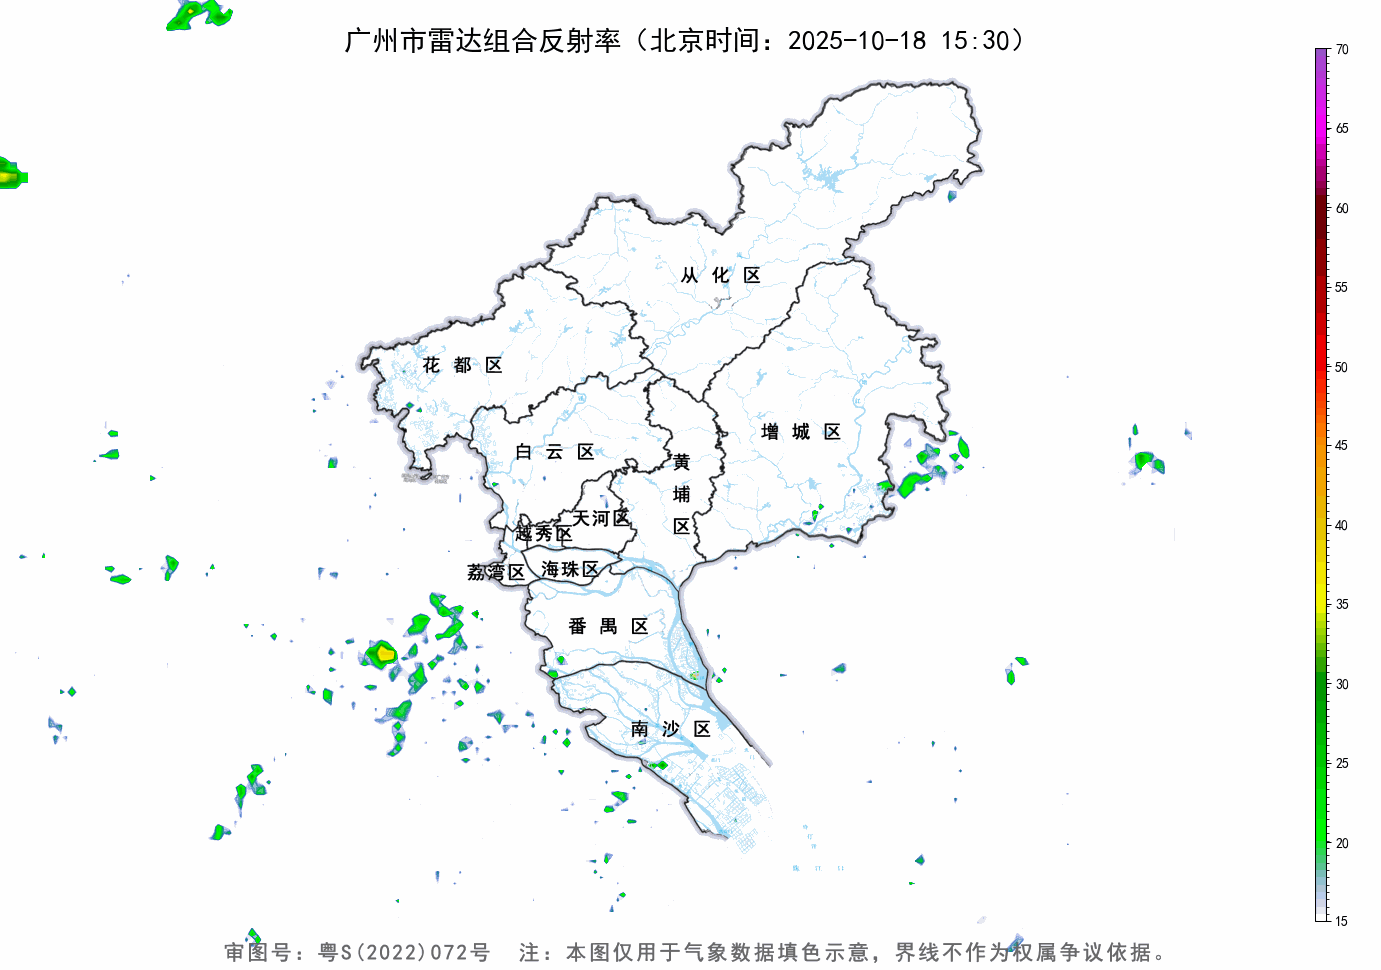 广州市雷达组合反射率（北京时间：2025-10-18 15:30）
70
65
60
55
50
45
40
35
30
25
20
15
从化区
花都区
增城区
白云区
黄埔区
天河区
越秀区
荔湾区
海珠区
番禺区
南沙区
审图号：粤S(2022)072号 注：本图仅用于气象数据填色示意，界线不作为权属争议依据。